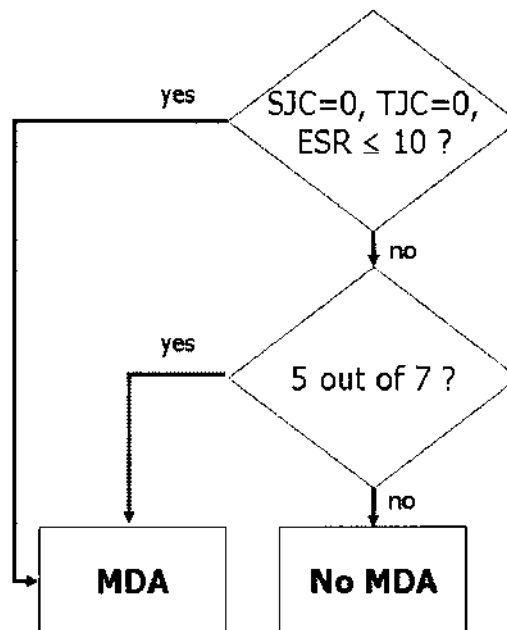 yes
SJC=0, TJC=0,
ESR ≤ 10 ?
no
yes
5 out of 7 ?
no
MDA
No MDA